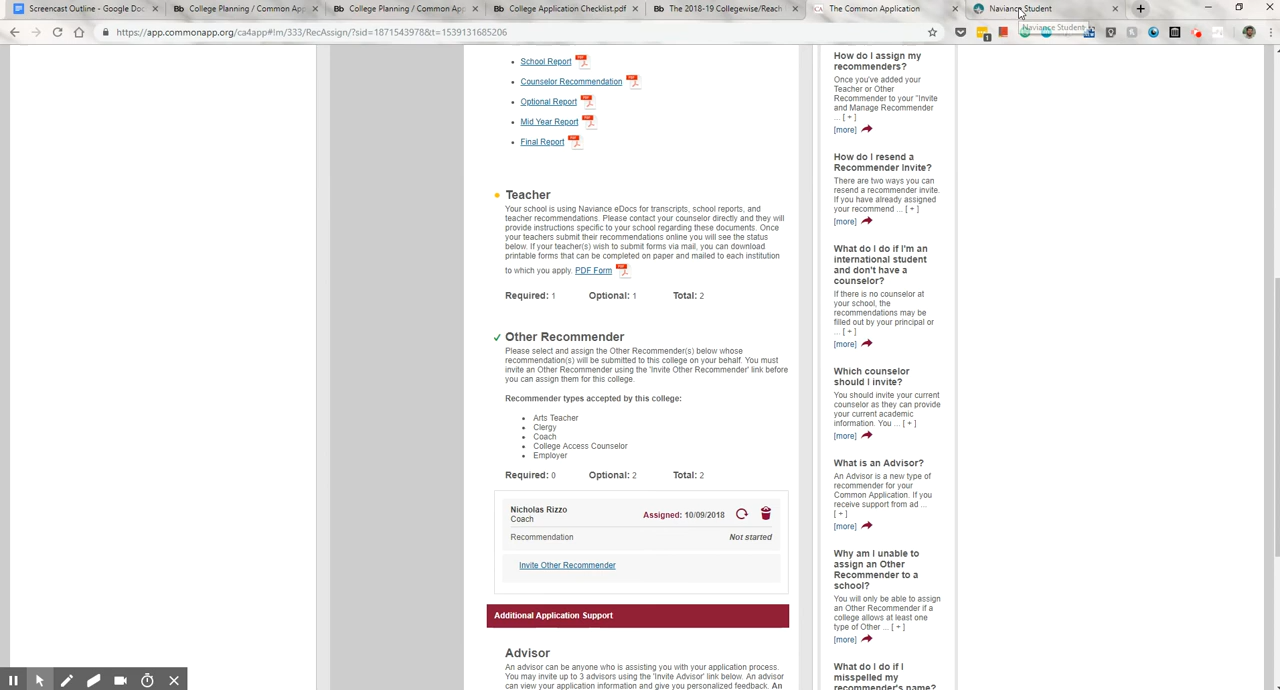 Screencast Outline - Google Doc
College Planning / Common App
College Planning / Common App
College Application Checklist.pdf
The 2018-19 Collegewise/Reach
The Common Application
Naviance Student
https://app.commonapp.org/ca4app#!m/333/RecAssign/?sid=18715439785&t=1539131685206
Naviance Student
School Report
Counselor Recommendation
Optional Report
Mid Year Report
Final Report
Teacher
Your school is using Naviance eDocs for transcripts, school reports, and
teacher recommendations. Please contact your counselor directly and they will
provide instructions specific to your school regarding these documents. Once
your teachers submit their recommendations online you will see the status
below. If your teacher(s) wish to submit forms via mail, you can download
printable forms that can be completed on paper and mailed to each institution
to which you apply. PDF Form
Required: 1 Optional: 1 Total: 2
Other Recommender
Please select and assign the Other Recommender(s) below whose
recommendation(s) will be submitted to this college on your behalf. You must
invite an Other Recommender using the 'Invite Other Recommender' link before
you can assign them for this college.
Recommender types accepted by this college:
Arts Teacher
Clergy
Coach
College Access Counselor
Employer
Required: 0 Optional: 2 Total: 2
Nicholas Rizzo
Coach
Assigned: 10/09/2018
Recommendation Not started
Invite Other Recommender
Additional Application Support
Advisor
An advisor can be anyone who is assisting you with your application process.
You may invite up to 3 advisors using the 'Invite Advisor' link below. An advisor
can view your application information and give you personalized feedback. An
How do I assign my
recommenders?
Once you've added your
Teacher or Other
Recommender to your "Invite
and Manage Recommender
... [ + ]
[more]
How do I resend a
Recommender Invite?
There are two ways you can
resend a recommender invite.
If you have already assigned
your recommend ... [ + ]
[more]
What do I do if I'm an
international student
and don't have a
counselor?
If there is no counselor at
your school, the
recommendations may be
filled out by your principal or
... [ + ]
[more]
Which counselor
should I invite?
You should invite your current
counselor as they can provide
your current academic
information. You ... [ + ]
[more]
What is an Advisor?
An Advisor is a new type of
recommender for your
Common Application. If you
receive support from ad ...
[ + ]
[more]
Why am I unable to
assign an Other
Recommender to a
school?
You will only be able to assign
an Other Recommender if a
college allows at least one
type of Other ... [ + ]
[more]
What do I do if I
misspelled my
recommender's name?